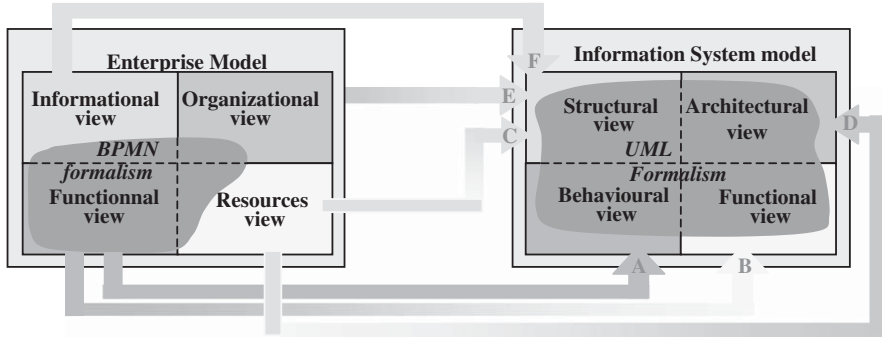 F
Enterprise Model
Information System model
Informational
view
Organizational
view
E
Structural
view
Architectural
view
C
D
BPMN
formalism
UML
Formalism
Functionnal
view
Resources
view
Behavioural
view
Functional
view
A
B